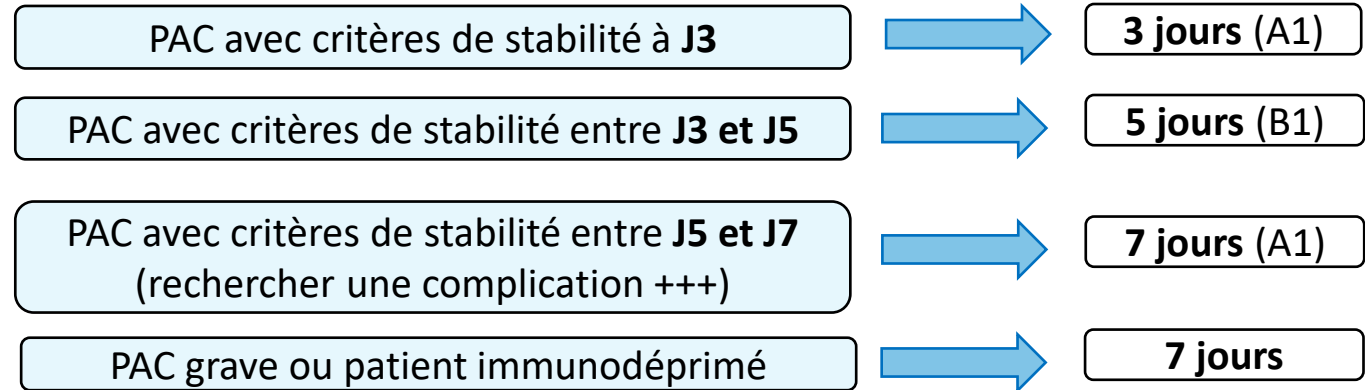 PAC avec critères de stabilité à J3
3 jours (A1)
PAC avec critères de stabilité entre J3 et J5
5 jours (B1)
PAC avec critères de stabilité entre J5 et J7
(rechercher une complication +++)
7 jours (A1)
PAC grave ou patient immunodéprimé
7 jours